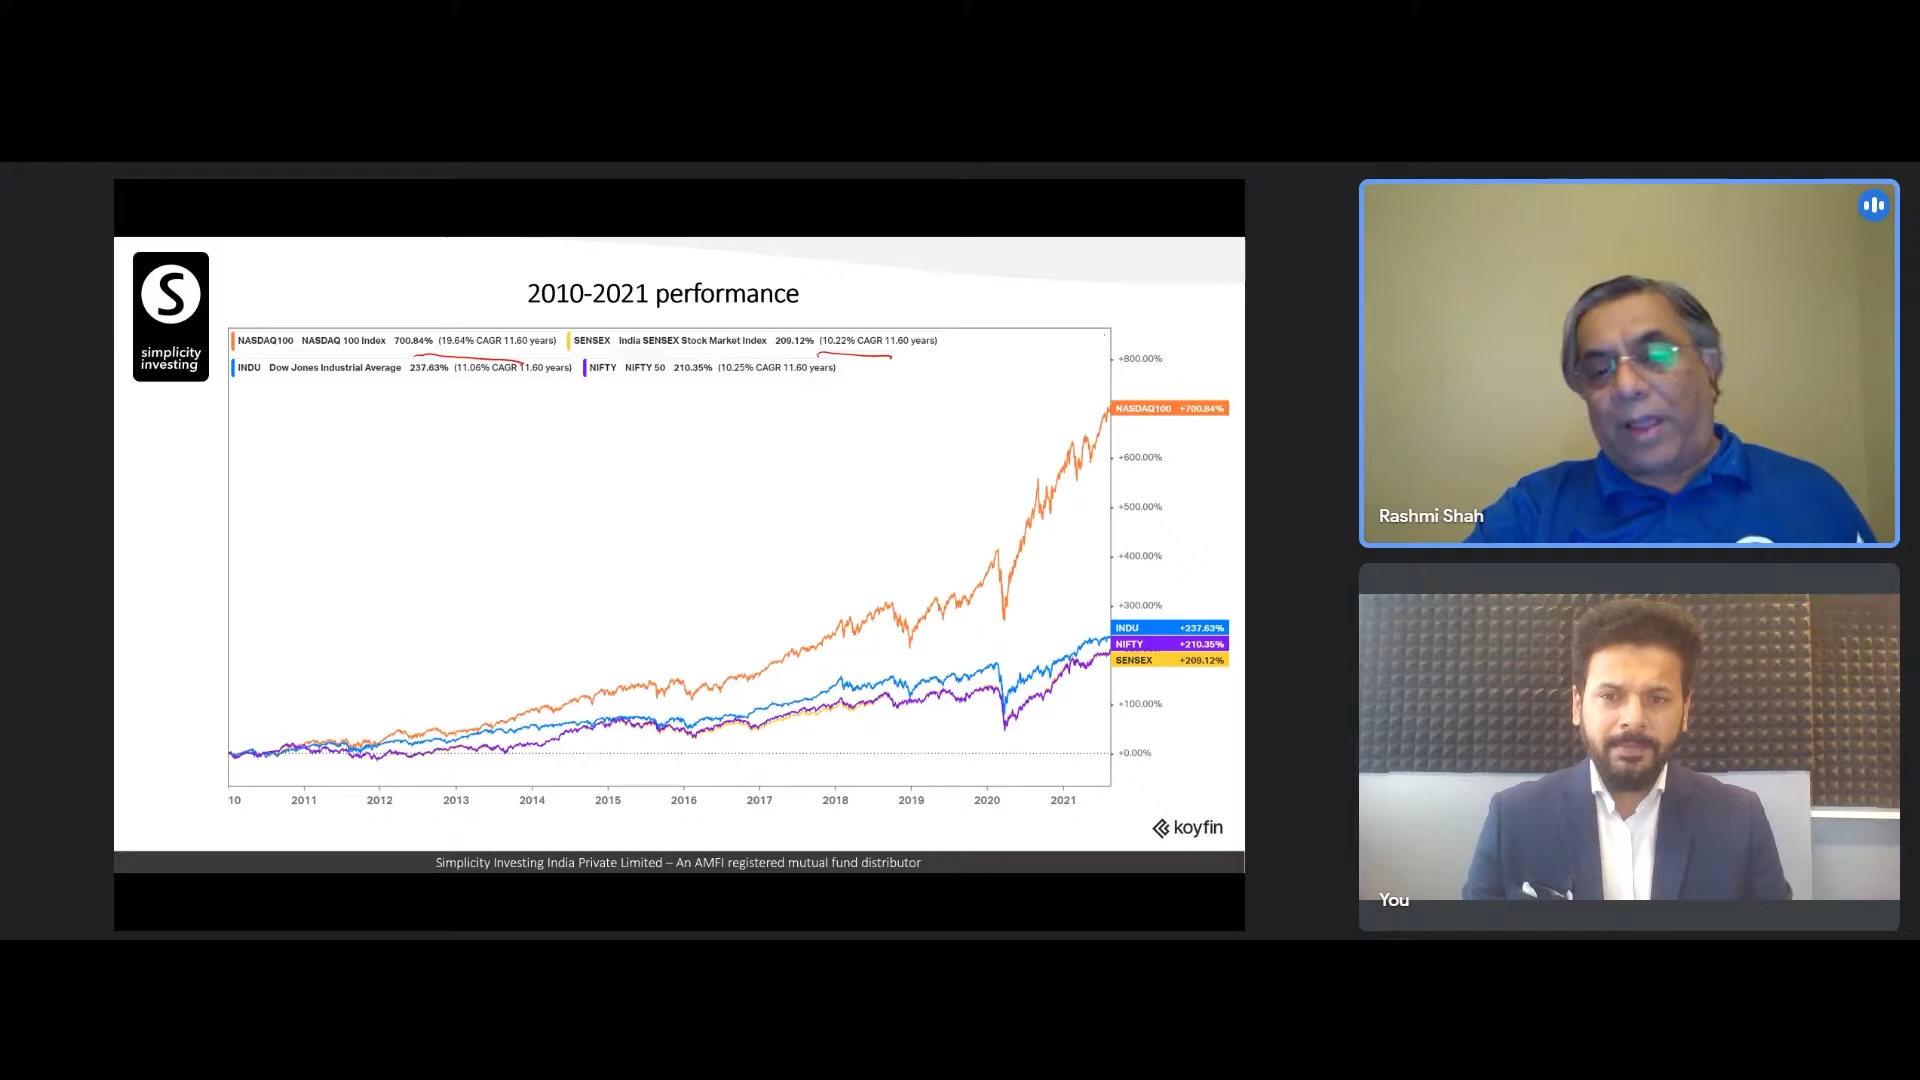 S
simplicity
investing
2010-2021 performance
NASDAQ100 NASDAQ 100 Index 700.84% (19.64% CAGR 11.60 years) SENSEX India SENSEX Stock Market Index 209.12% (10.22% CAGR 11.60 years)
INDU Dow Jones Industrial Average 237.63% (11.06% CAGR 11.60 years) NIFTY NIFTY 50 210.35% (10.25% CAGR 11.60 years)
+800.00%
NASDAQ100 +700.84%
+600.00%
+500.00%
+400.00%
+300.00%
INDU +237.63%
NIFTY +210.35%
SENSEX +209.12%
+100.00%
+0.00%
10 2011 2012 2013 2014 2015 2016 2017 2018 2019 2020 2021
koyfin
Simplicity Investing India Private Limited – An AMFI registered mutual fund distributor
Rashmi Shah
You